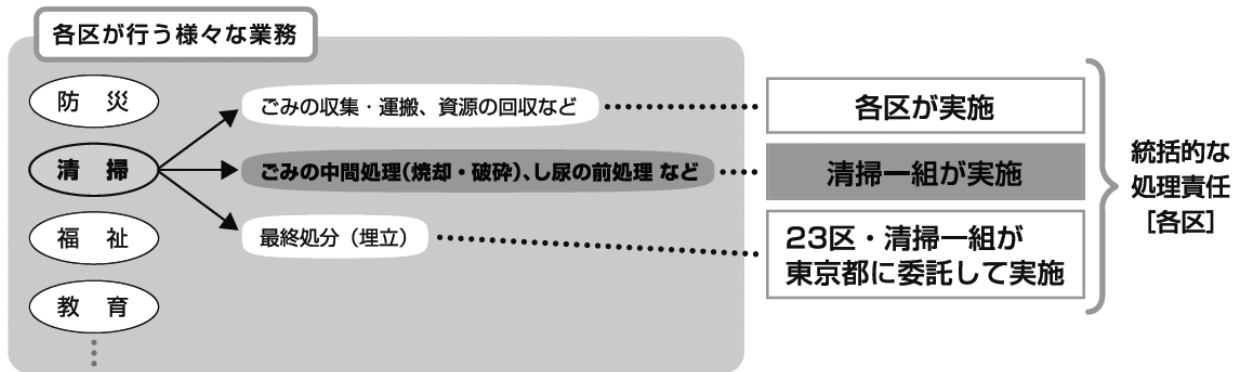 各区が行う様々な業務
防 災
清 掃
福 祉
教 育
ごみの収集・運搬、資源の回収など
ごみの中間処理(焼却・破砕)、し尿の前処理 など
最終処分（埋立）
各区が実施
清掃一組が実施
23区・清掃一組が
東京都に委託して実施
統括的な
処理責任
［各区］